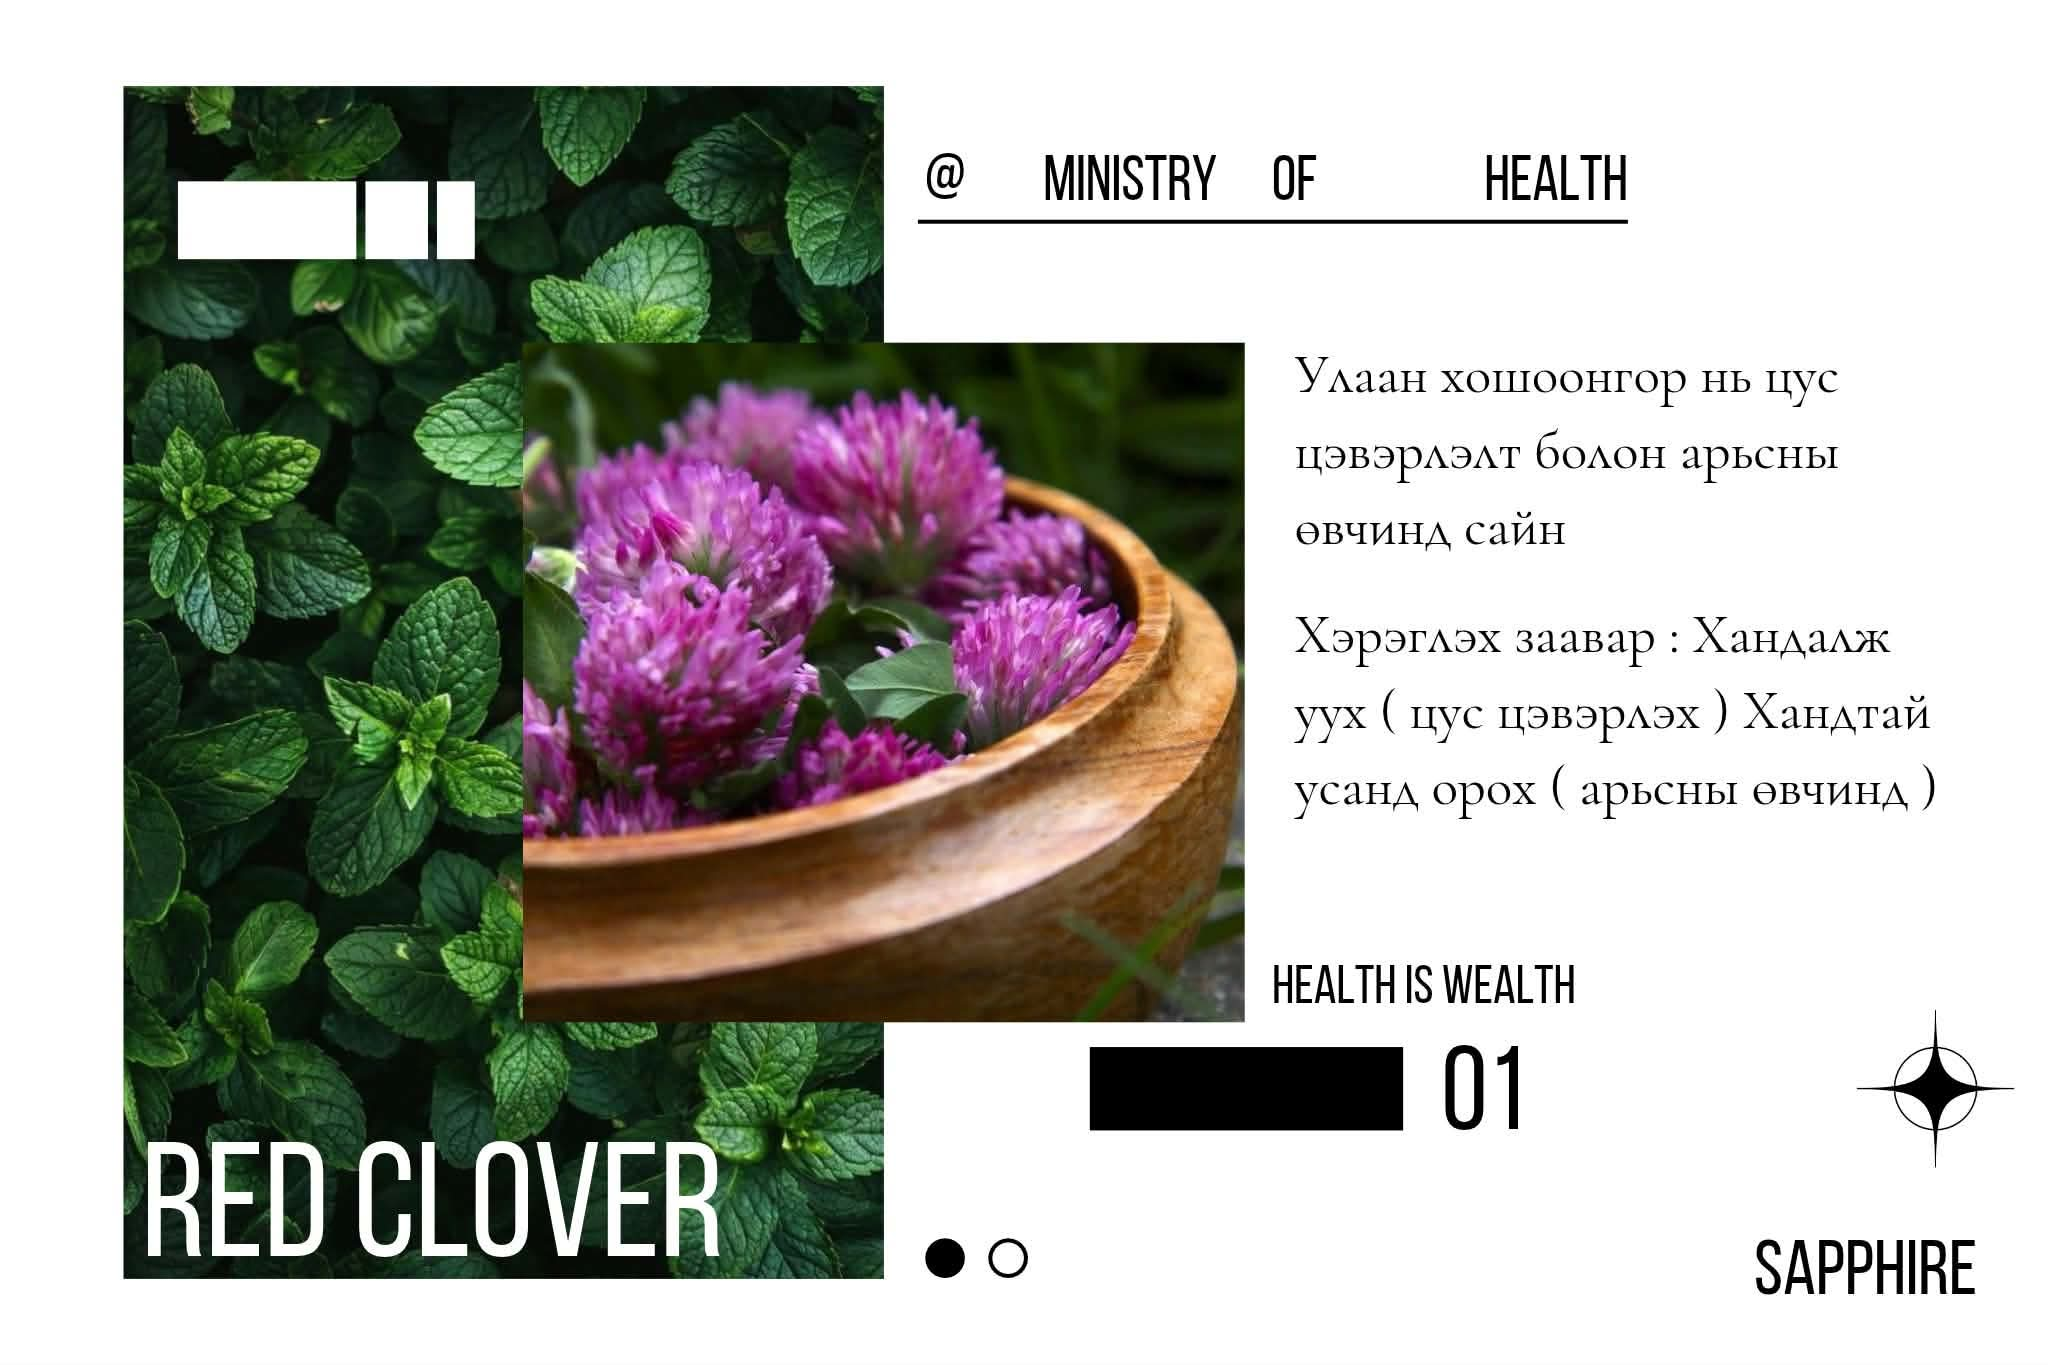 @ MINISTRY OF HEALTH
Улаан хошоонгор нь цус
цэвэрлэлт болон арьсны
өвчинд сайн
Хэрэглэх заавар : Хандалж
уух ( цус цэвэрлэх ) Хандтай
усанд орох ( арьсны өвчинд )
HEALTH IS WEALTH
01
RED CLOVER
SAPPHIRE